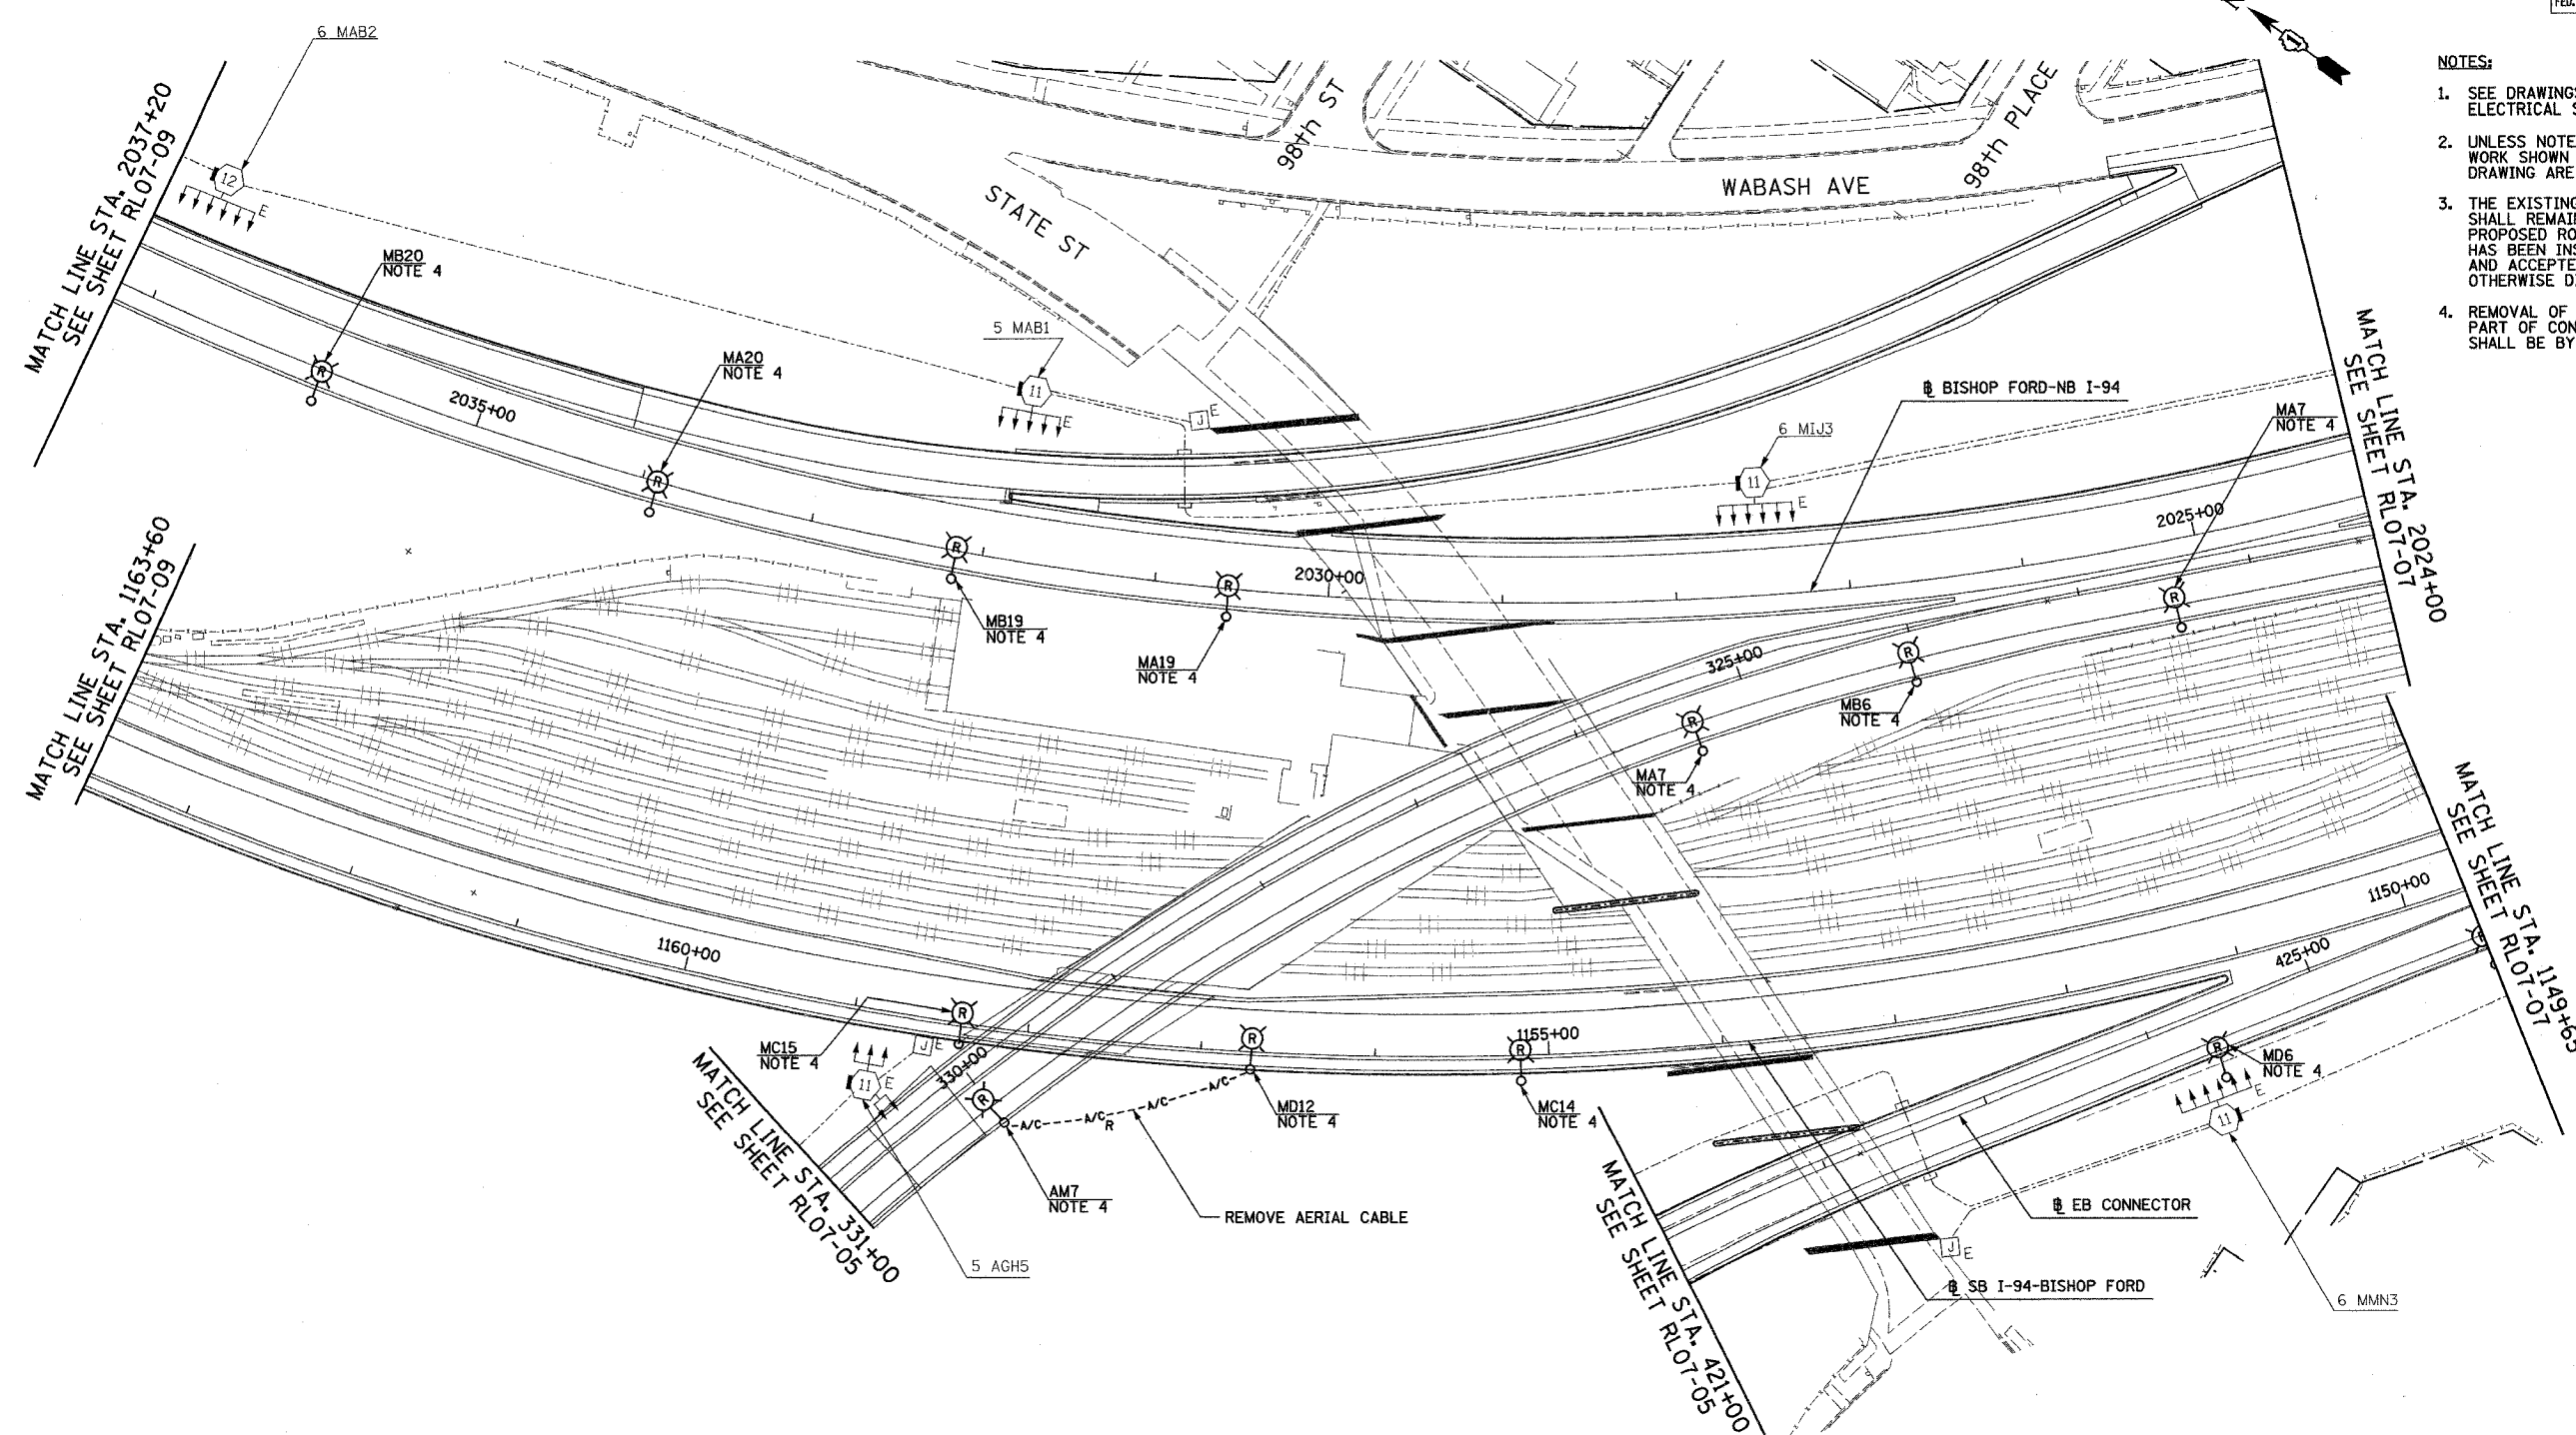 6 MAB2
12
E
MATCH LINE STA. 2037+20
SEE SHEET RL07-09
MB20
NOTE 4
R
2035+00
MA20
NOTE 4
R
STATE ST
98th ST
98th PLACE
WABASH AVE
5 MAB1
11
E
J E
₧ BISHOP FORD-NB I-94
6 MIJ3
11
E
MA7
NOTE 4
R
2025+00
MATCH LINE STA. 2024+00
SEE SHEET RL07-07
NOTES:
1. SEE DRAWING
ELECTRICAL
2. UNLESS NOTE
WORK SHOWN
DRAWING ARE
3. THE EXISTING
SHALL REMAI
PROPOSED RO
HAS BEEN INS
AND ACCEPTE
OTHERWISE D
4. REMOVAL OF
PART OF CON
SHALL BE BY
MATCH LINE STA. 1163+60
SEE SHEET RL07-09
R
MB19
NOTE 4
R
MA19
NOTE 4
2030+00
325+00
R
MB6
NOTE 4
R
MA7
NOTE 4
MATCH LINE STA. 1149+65
SEE SHEET RL07-07
1150+00
425+00
1160+00
R
MC15
NOTE 4
J E
11
E
330+00
R
AM7
NOTE 4
A/C
A/C
R
A/C
A/C
R
MD12
NOTE 4
R
1155+00
MC14
NOTE 4
REMOVE AERIAL CABLE
5 AGH5
MATCH LINE STA. 331+00
SEE SHEET RL07-05
MATCH LINE STA. 421+00
SEE SHEET RL07-05
R
MD6
NOTE 4
E
11
EB CONNECTOR
J E
SB I-94-BISHOP FORD
6 MMN3